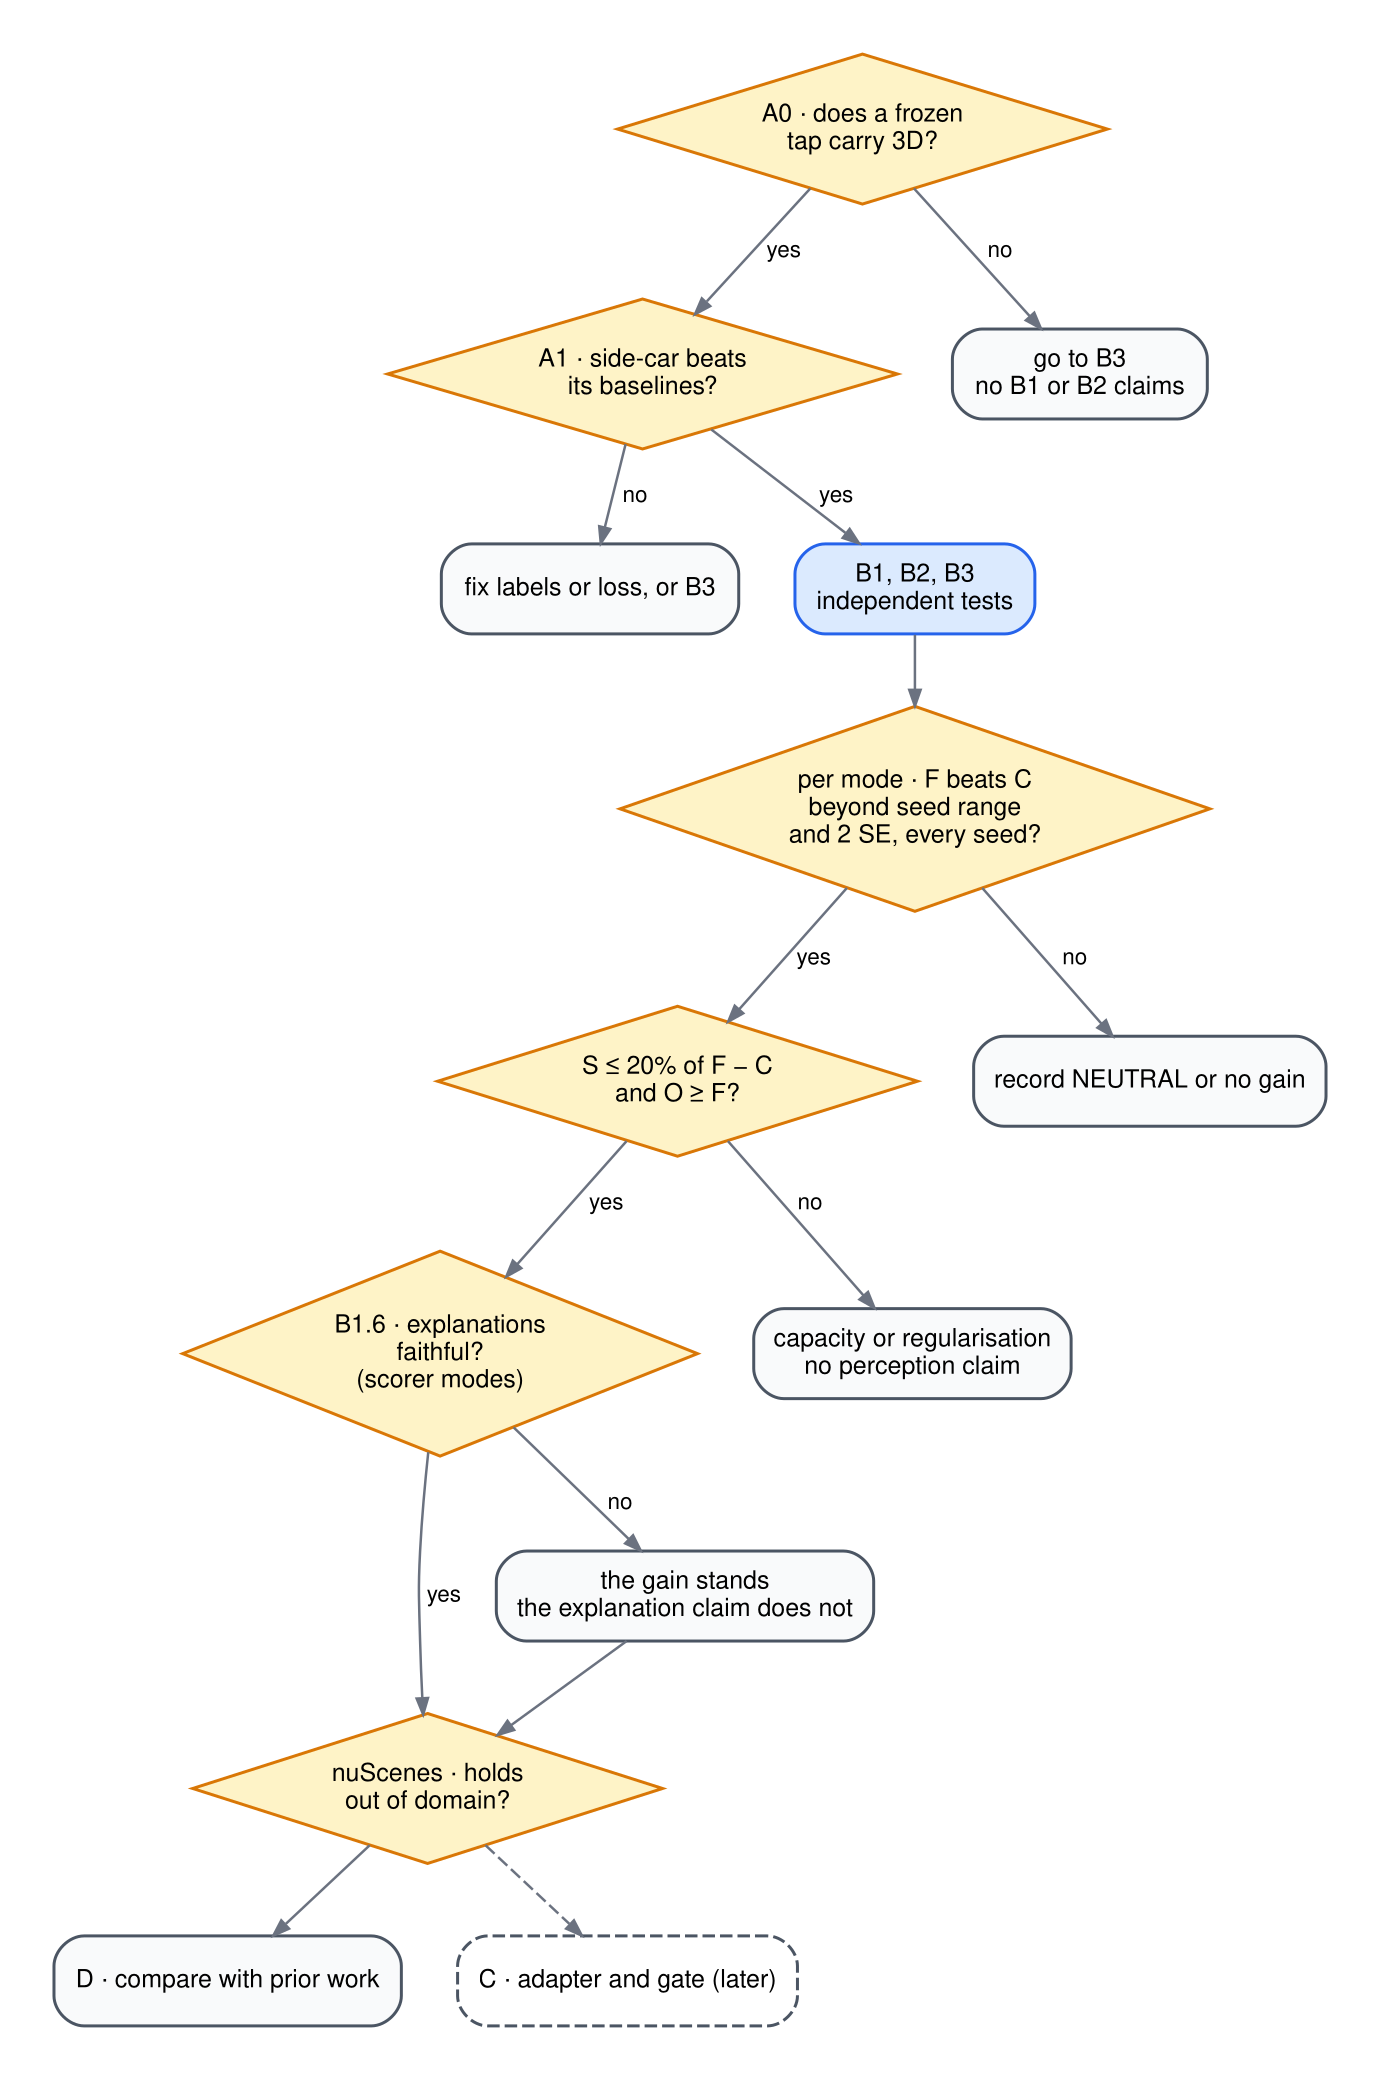 A0 · does a frozen
tap carry 3D?
yes
no
A1 · side-car beats
its baselines?
go to B3
no B1 or B2 claims
no
yes
fix labels or loss, or B3
B1, B2, B3
independent tests
per mode · F beats C
beyond seed range
and 2 SE, every seed?
yes
no
S ≤ 20% of F − C
and O ≥ F?
record NEUTRAL or no gain
yes
no
B1.6 · explanations
faithful?
(scorer modes)
capacity or regularisation
no perception claim
no
yes
the gain stands
the explanation claim does not
nuScenes · holds
out of domain?
D · compare with prior work
C · adapter and gate (later)